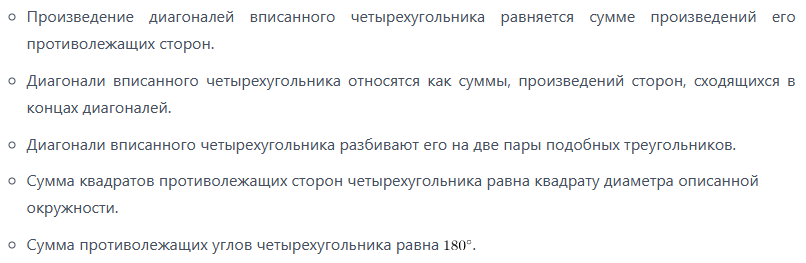 Произведение диагоналей вписанного четырехугольника равняется сумме произведений его
противолежащих сторон.
Диагонали вписанного четырехугольника относятся как суммы, произведений сторон, сходящихся в
концах диагоналей.
Диагонали вписанного четырехугольника разбивают его на две пары подобных треугольников.
Сумма квадратов противолежащих сторон четырехугольника равна квадрату диаметра описанной
окружности.
Сумма противолежащих углов четырехугольника равна 180°.